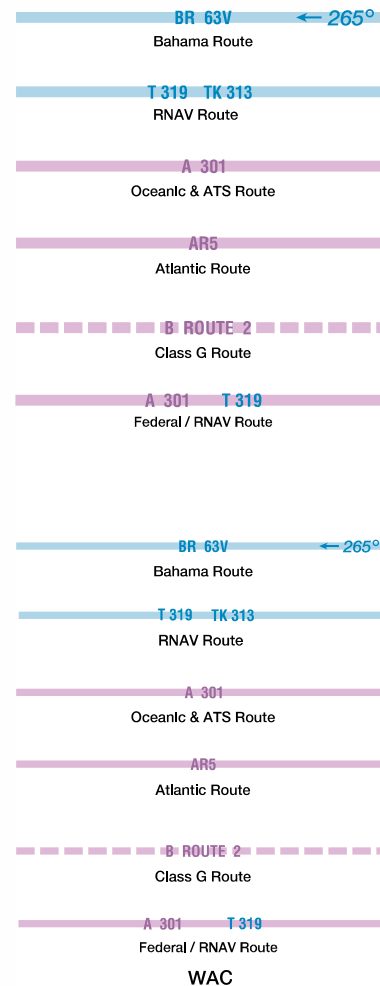 BR 63V ← 265°
Bahama Route
T 319 TK 313
RNAV Route
A 301
Oceanic & ATS Route
AR5
Atlantic Route
B ROUTE 2
Class G Route
A 301 T 319
Federal / RNAV Route
BR 63V ← 265°
Bahama Route
T 319 TK 313
RNAV Route
A 301
Oceanic & ATS Route
AR5
Atlantic Route
B ROUTE 2
Class G Route
A 301 T 319
Federal / RNAV Route
WAC